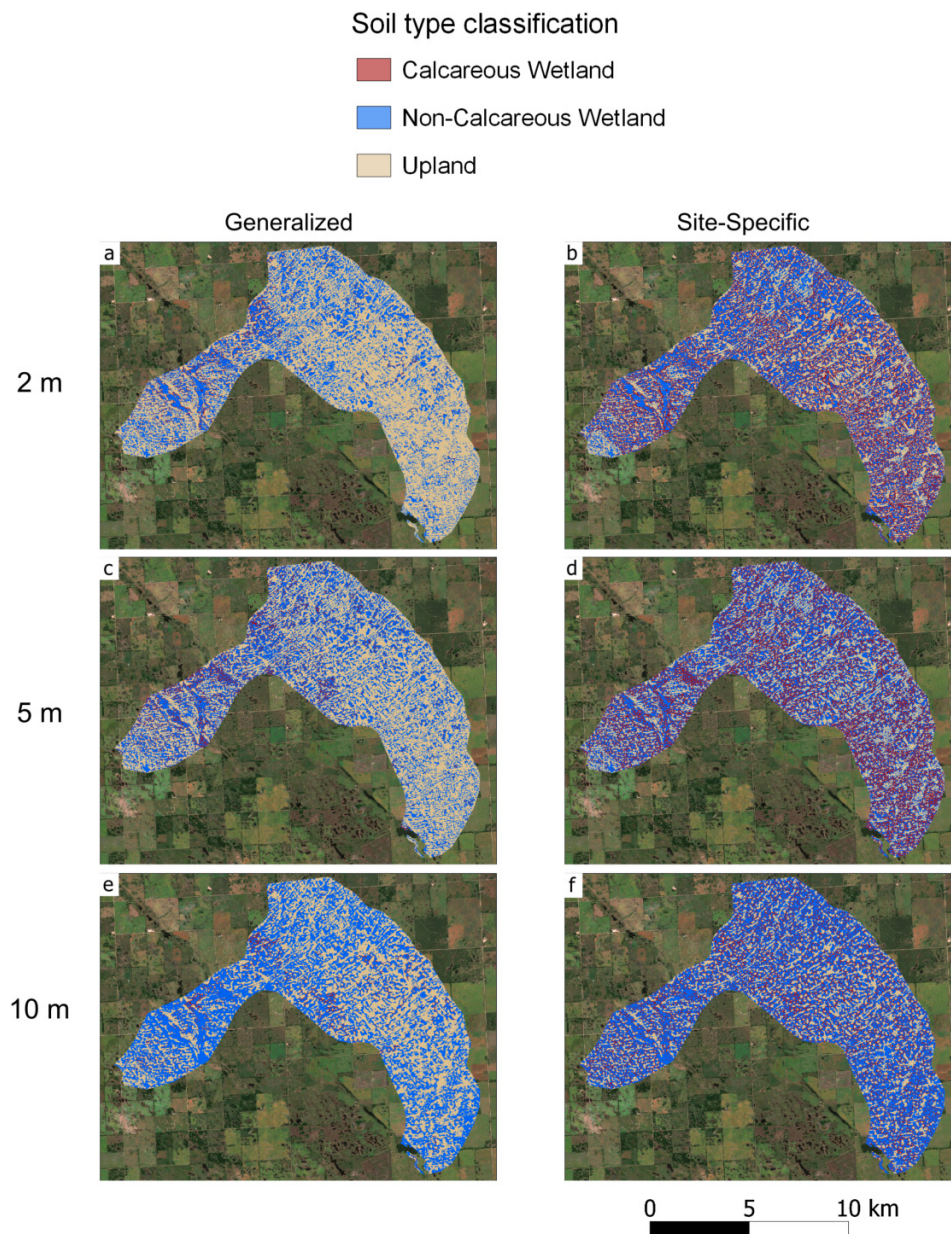 Soil type classification
Calcareous Wetland
Non-Calcareous Wetland
Upland
Generalized
Site-Specific
a
b
2 m
c
d
5 m
e
f
10 m
0 5 10 km